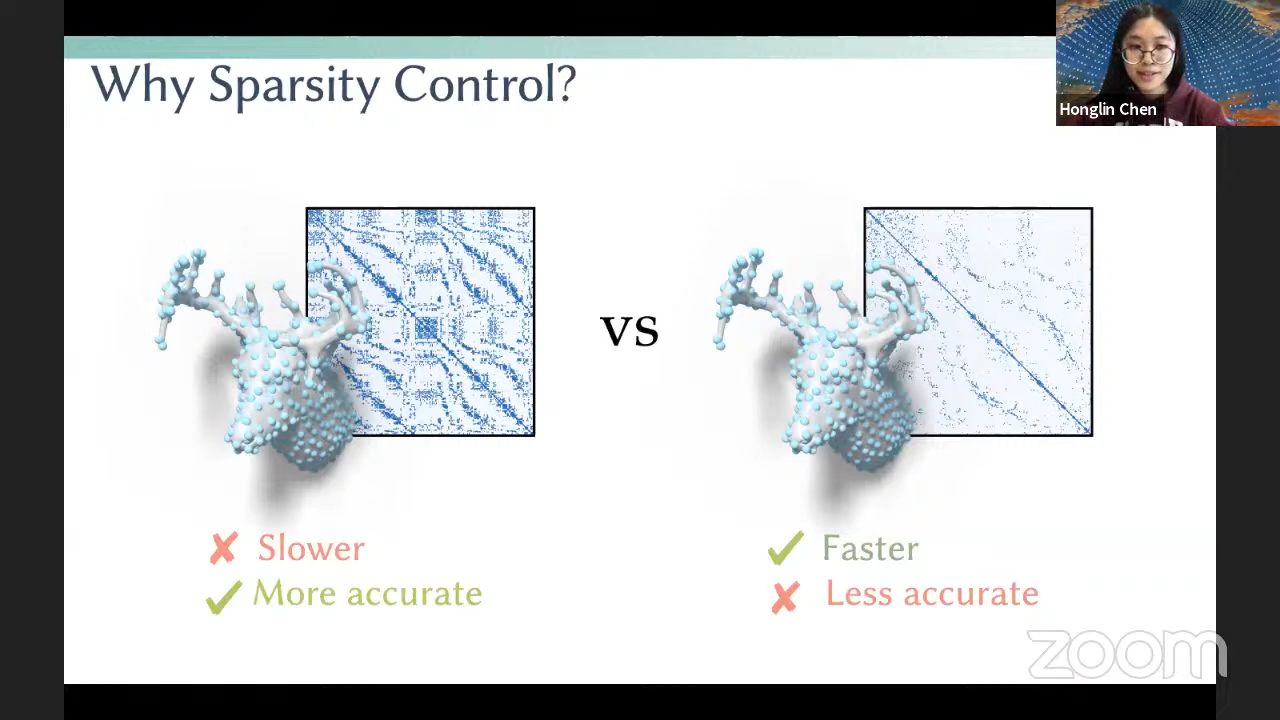 Why Sparsity Control?
Honglin Chen
vs
✘ Slower
✔ More accurate
✔ Faster
✘ Less accurate
zoom